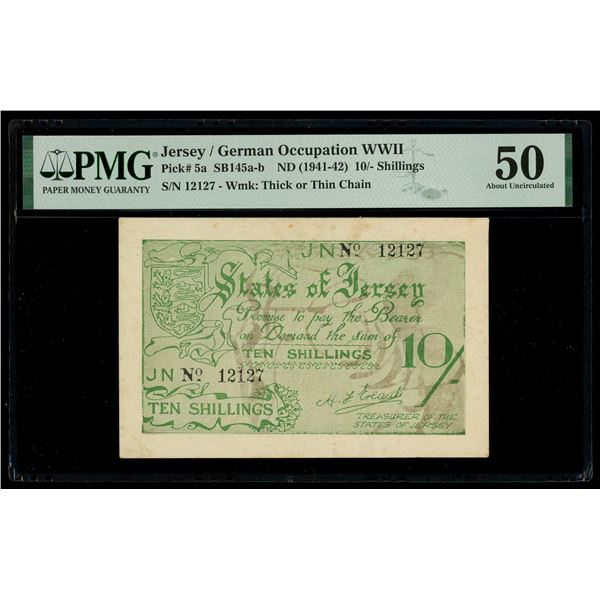 PMG®
PAPER MONEY GUARANTY
Jersey / German Occupation WWII
Pick# 5a SB145a-b ND (1941-42) 10/- Shillings
S/N 12127 - Wmk: Thick or Thin Chain
50
About Uncirculated
JN No 12127
States of Jersey
Promise to pay the Bearer
on Demand the sum of
TEN SHILLINGS
10/-
JN No 12127
TEN SHILLINGS
TREASURER OF THE
STATES OF JERSEY